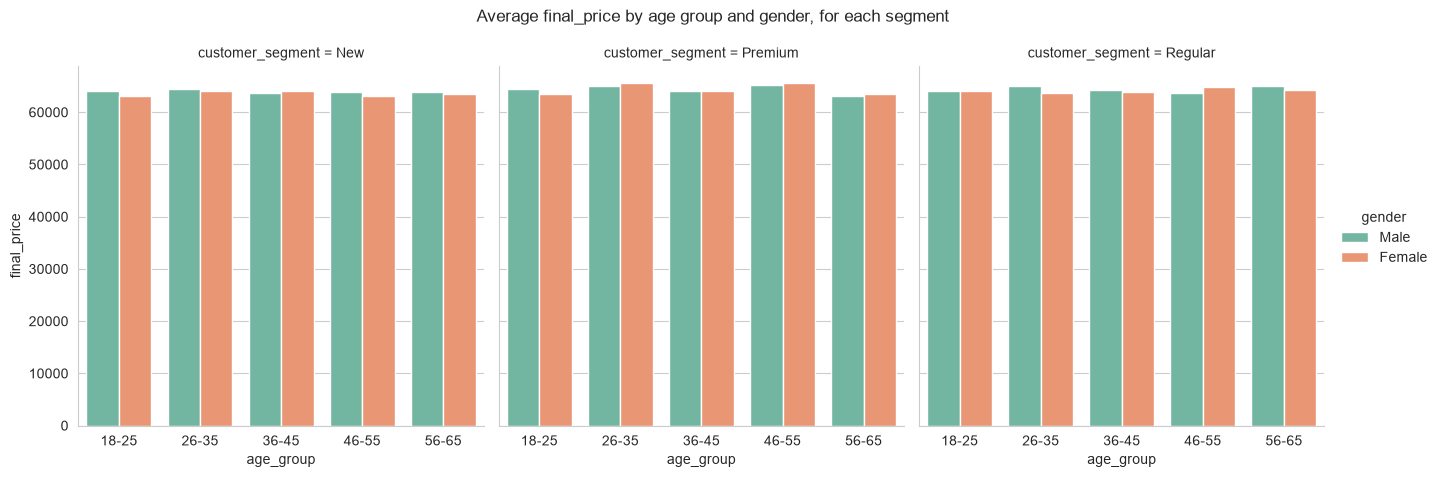 Average final_price by age group and gender, for each segment
customer_segment = New
customer_segment = Premium
customer_segment = Regular
final_price
60000
50000
40000
30000
20000
10000
0
18-25 26-35 36-45 46-55 56-65
18-25 26-35 36-45 46-55 56-65
18-25 26-35 36-45 46-55 56-65
age_group
age_group
age_group
gender
Male
Female